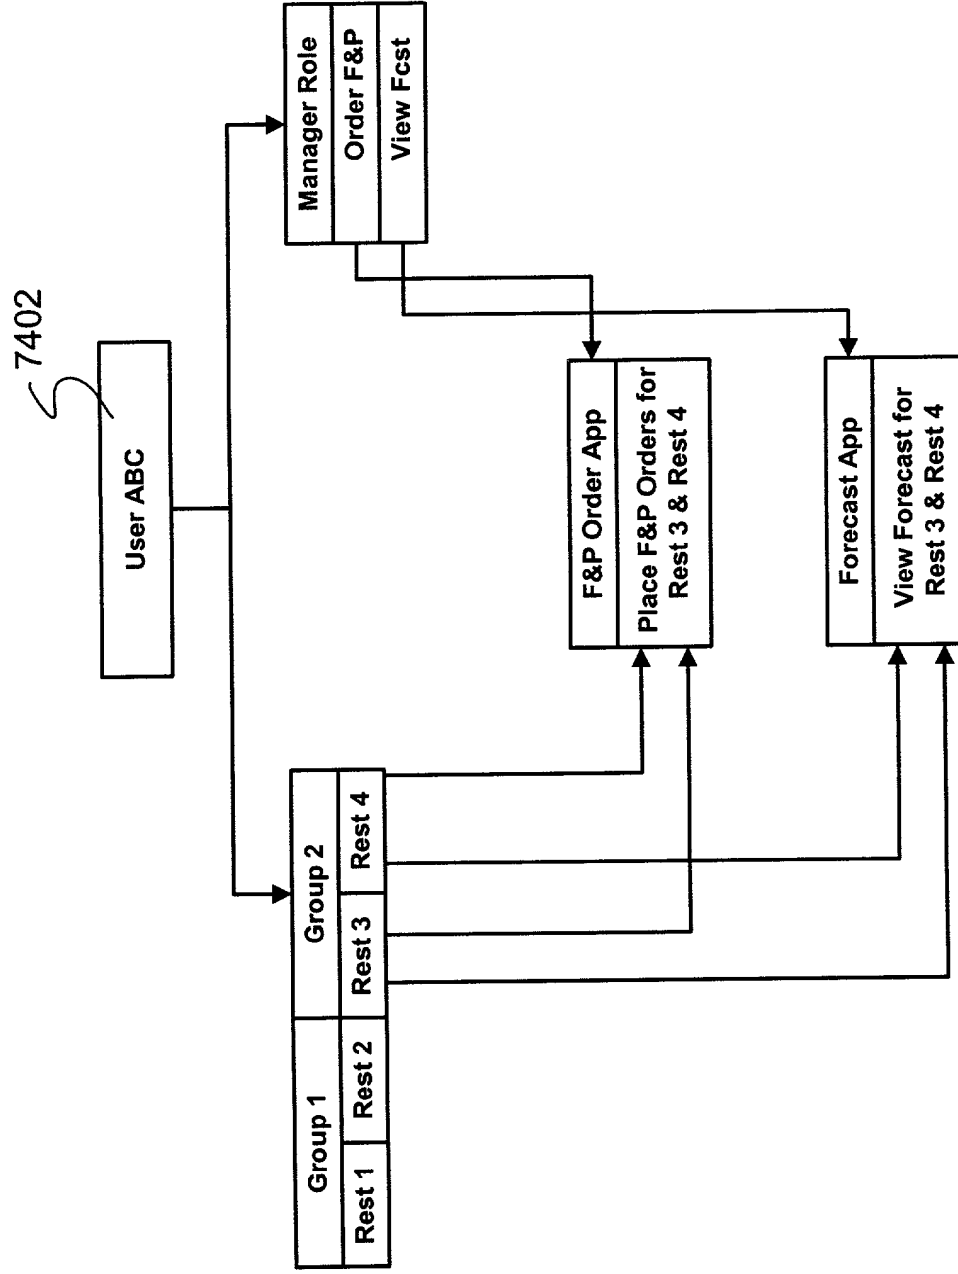 7402
User ABC
Group 1
Group 2
Rest 1
Rest 2
Rest 3
Rest 4
Manager Role
Order F&P
View Fcst
F&P Order App
Place F&P Orders for
Rest 3 & Rest 4
Forecast App
View Forecast for
Rest 3 & Rest 4